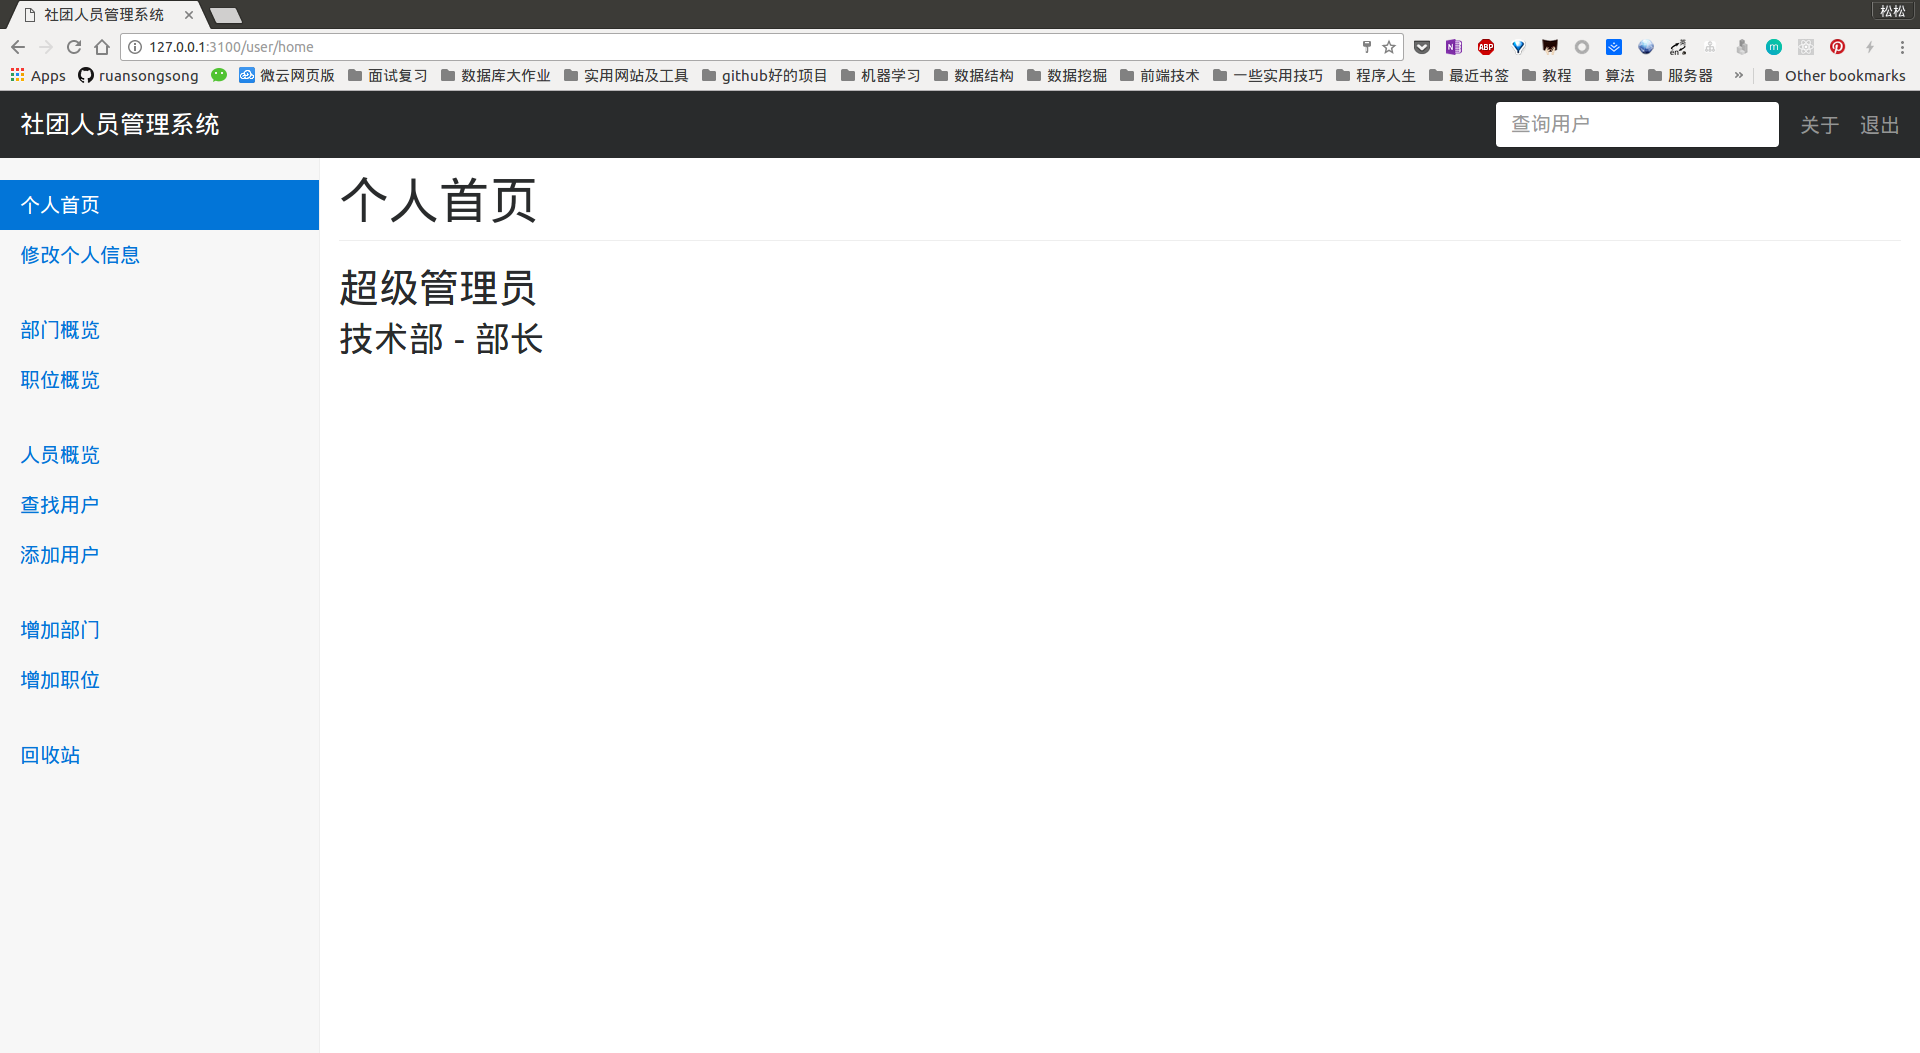 社团人员管理系统
松松
127.0.0.1:3100/user/home
Apps ruansongsong 微云网页版 面试复习 数据库大作业 实用网站及工具 github好的项目 机器学习 数据结构 数据挖掘 前端技术 一些实用技巧 程序人生 最近书签 教程 算法 服务器 » Other bookmarks
社团人员管理系统 查询用户 关于 退出
个人首页
修改个人信息
部门概览
职位概览
人员概览
查找用户
添加用户
增加部门
增加职位
回收站
个人首页
超级管理员
技术部 - 部长